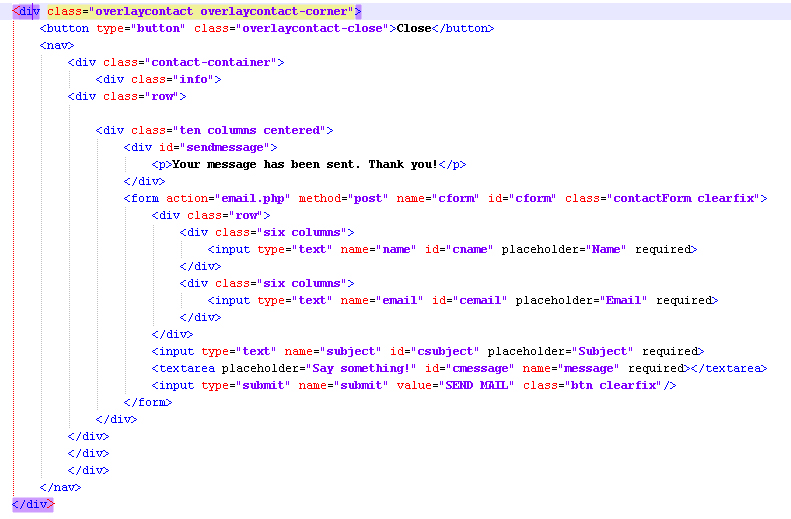 <div class="overlaycontact overlaycontact-corner">
<button type="button" class="overlaycontact-close">Close</button>
<nav>
<div class="contact-container">
<div class="info">
<div class="row">
<div class="ten columns centered">
<div id="sendmessage">
<p>Your message has been sent. Thank you!</p>
</div>
<form action="email.php" method="post" name="cform" id="cform" class="contactForm clearfix">
<div class="row">
<div class="six columns">
<input type="text" name="name" id="cname" placeholder="Name" required>
</div>
<div class="six columns">
<input type="text" name="email" id="cemail" placeholder="Email" required>
</div>
</div>
<input type="text" name="subject" id="csubject" placeholder="Subject" required>
<textarea placeholder="Say something!" id="cmessage" name="message" required></textarea>
<input type="submit" name="submit" value="SEND MAIL" class="btn clearfix"/>
</form>
</div>
</div>
</div>
</div>
</nav>
</div>